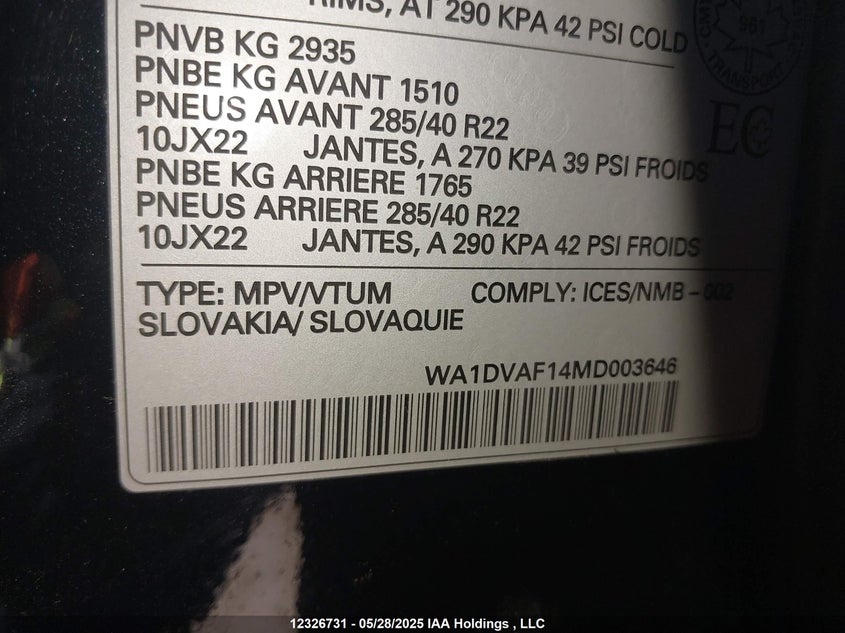 RIMS, AT 290 KPA 42 PSI COLD
PNVB KG 2935
PNBE KG AVANT 1510
PNEUS AVANT 285/40 R22
10JX22 JANTES, A 270 KPA 39 PSI FROIDS
PNBE KG ARRIERE 1765
PNEUS ARRIERE 285/40 R22
10JX22 JANTES, A 290 KPA 42 PSI FROIDS
961
TRANSPORT
EC
TYPE: MPV/VTUM COMPLY: ICES/NMB – 002
SLOVAKIA/ SLOVAQUIE
WA1DVAF14MD003646
12326731 - 05/28/2025 IAA Holdings , LLC